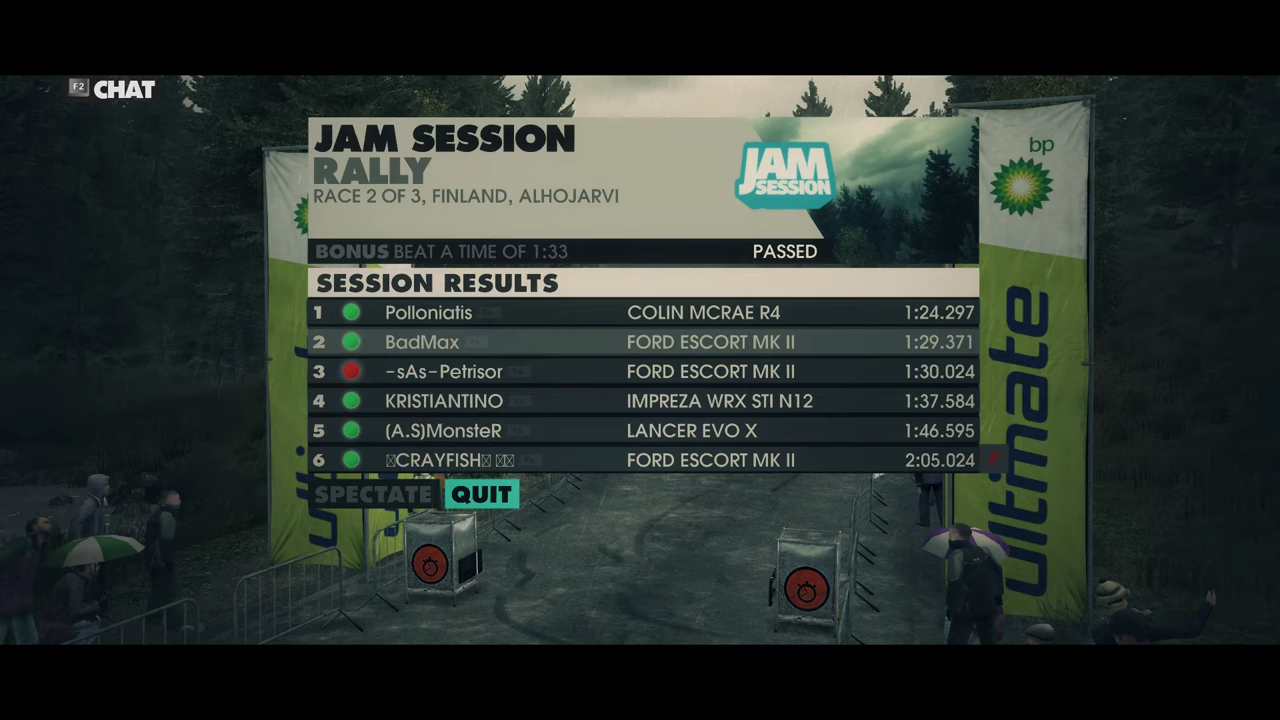 F2 CHAT
JAM SESSION
RALLY
RACE 2 OF 3, FINLAND, ALHOJARVI
JAM
SESSION
bp
BONUS BEAT A TIME OF 1:33 PASSED
SESSION RESULTS
1 Polloniatis COLIN MCRAE R4 1:24.297
2 BadMax FORD ESCORT MK II 1:29.371
3 -sAs-Petrisor FORD ESCORT MK II 1:30.024
4 KRISTIANTINO IMPREZA WRX STI N12 1:37.584
5 (A.S)MonsteR LANCER EVO X 1:46.595
6 CRAYFISH FORD ESCORT MK II 2:05.024
SPECTATE QUIT
ultimate